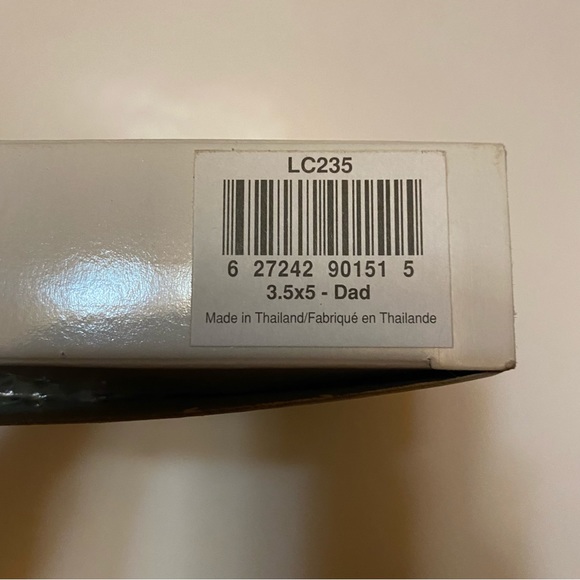 LC235
6 27242 90151 5
3.5x5 - Dad
Made in Thailand/Fabriqué en Thailande